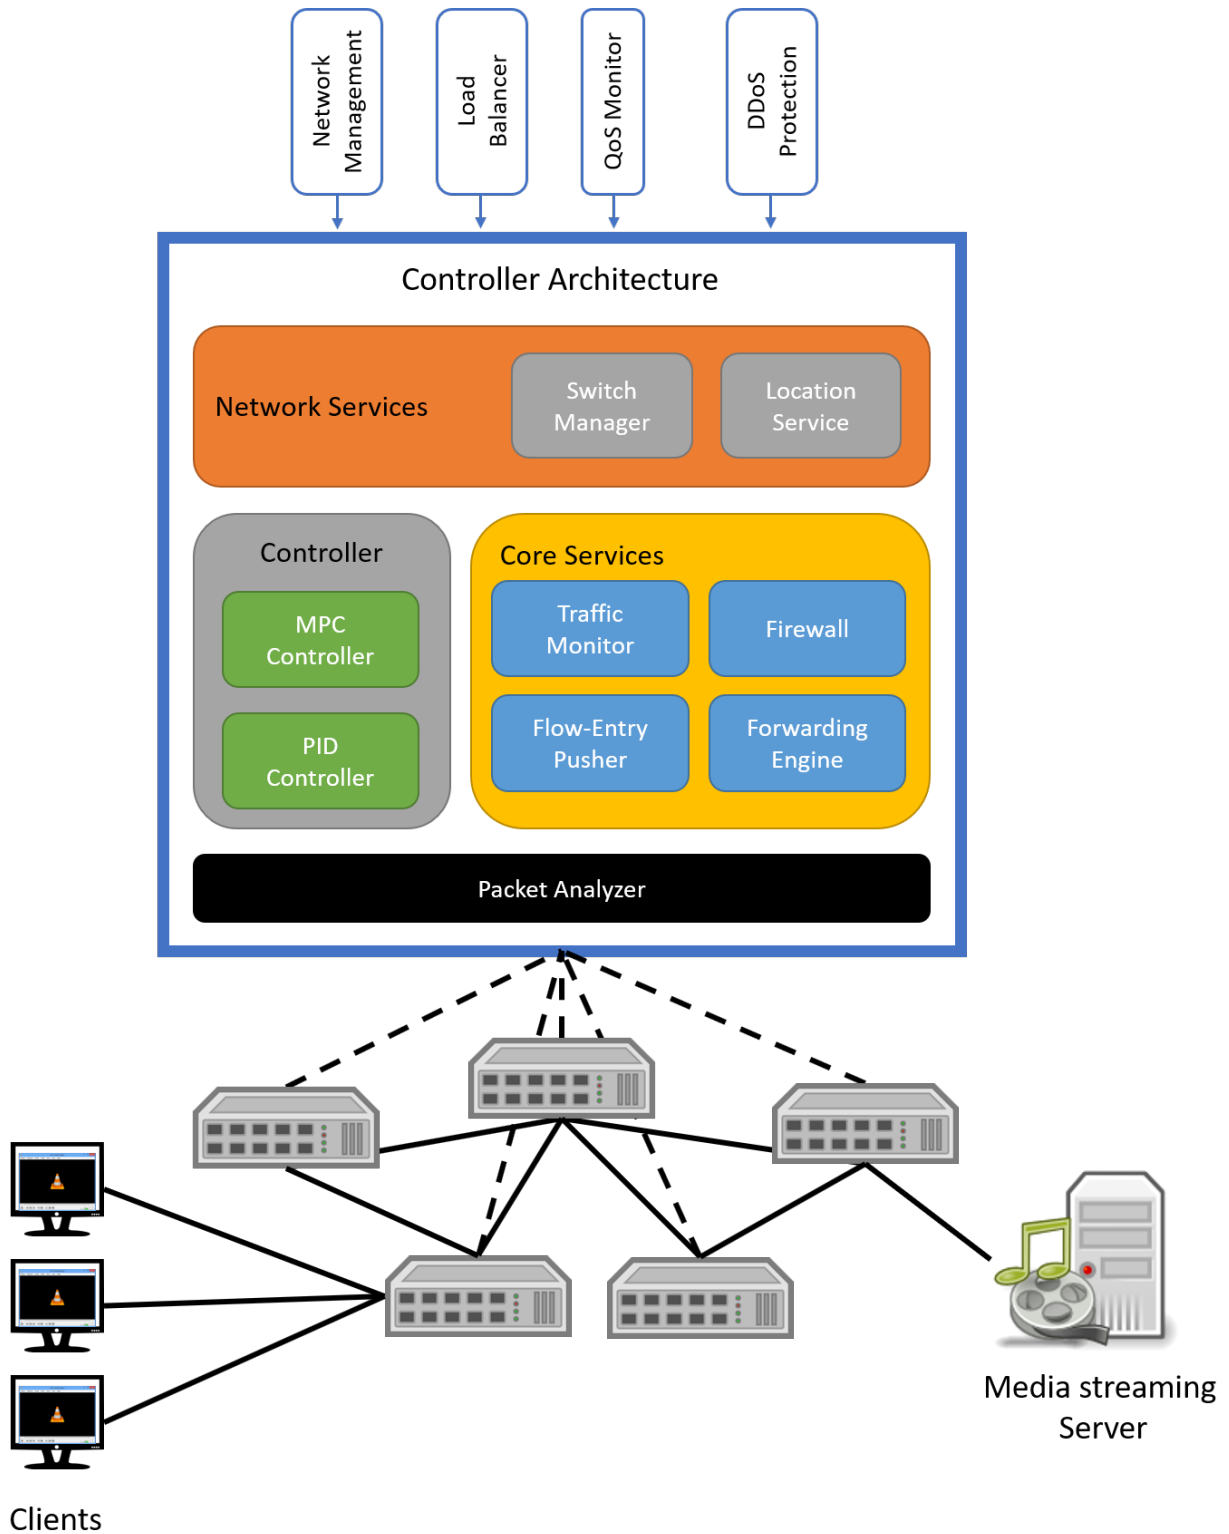 Network
Management
Load
Balancer
QoS Monitor
DDoS
Protection
Controller Architecture
Network Services
Switch
Manager
Location
Service
Controller
MPC
Controller
PID
Controller
Core Services
Traffic
Monitor
Firewall
Flow-Entry
Pusher
Forwarding
Engine
Packet Analyzer
Media streaming
Server
Clients